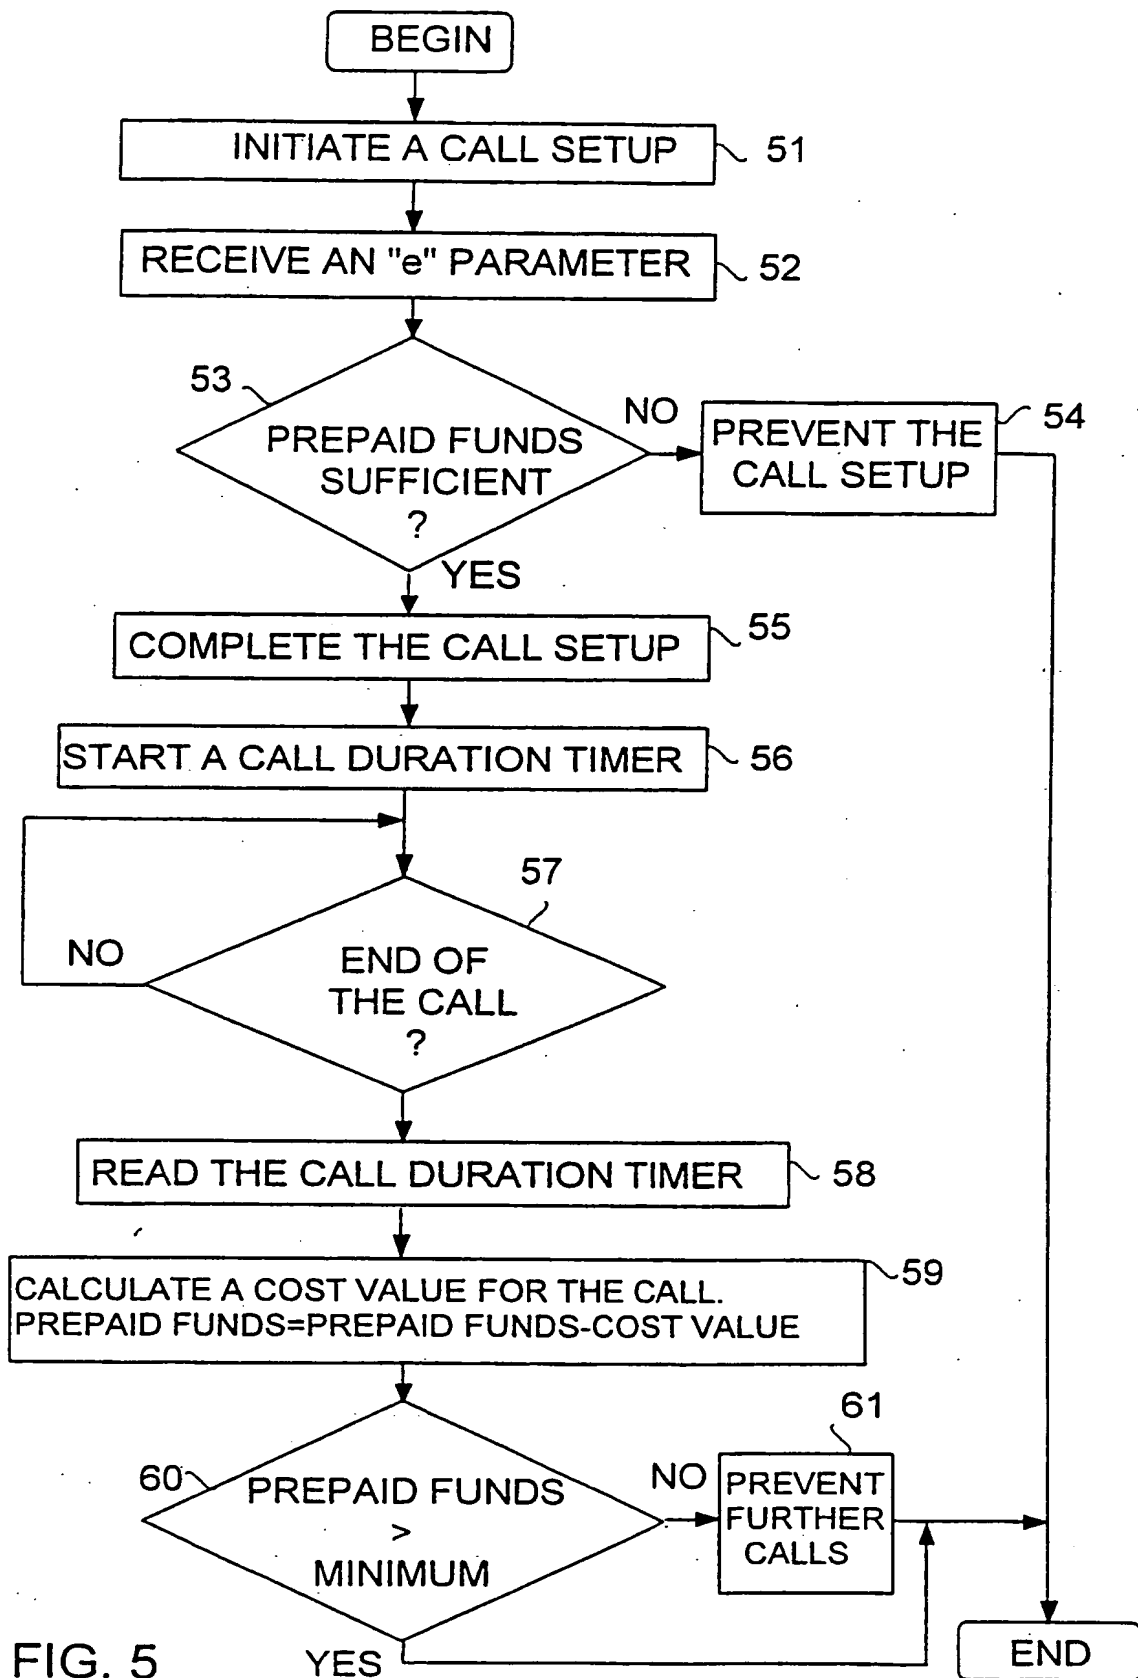 BEGIN
INITIATE A CALL SETUP
51
RECEIVE AN "e" PARAMETER
52
53
PREPAID FUNDS
SUFFICIENT
?
NO
PREVENT THE
CALL SETUP
54
YES
COMPLETE THE CALL SETUP
55
START A CALL DURATION TIMER
56
57
NO
END OF
THE CALL
?
READ THE CALL DURATION TIMER
58
59
CALCULATE A COST VALUE FOR THE CALL.
PREPAID FUNDS=PREPAID FUNDS-COST VALUE
60
PREPAID FUNDS
>
MINIMUM
NO
61
PREVENT
FURTHER
CALLS
YES
END
FIG. 5